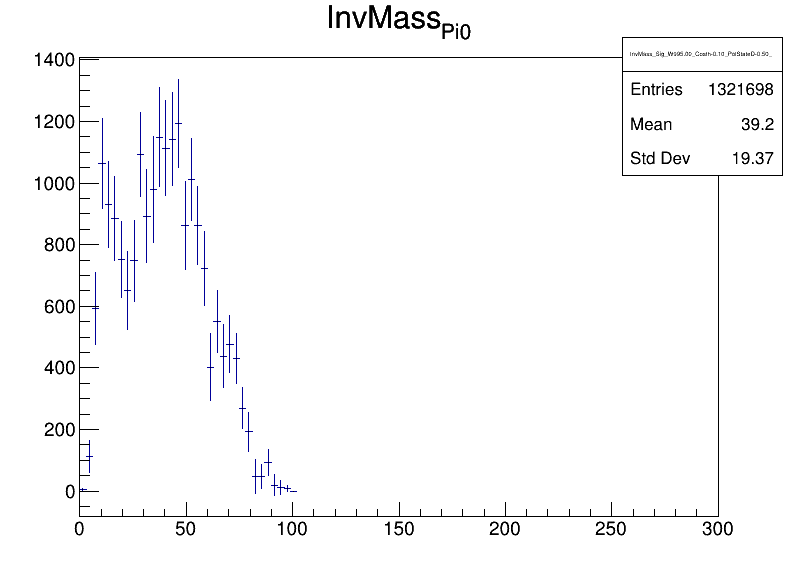 InvMass_Pi0
InvMass_Sig_W995.00_Costh-0.10_PolStateD-0.50_
Entries 1321698
Mean 39.2
Std Dev 19.37
1400
1200
1000
800
600
400
200
0
0 50 100 150 200 250 300